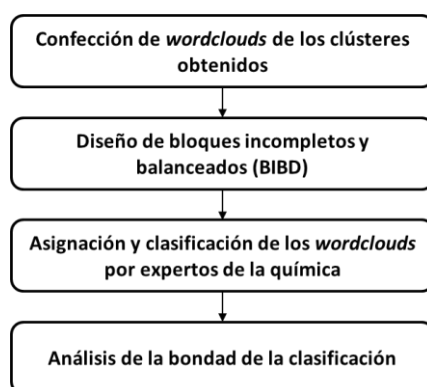 Confección de wordclouds de los clústeres
obtenidos
Diseño de bloques incompletos y
balanceados (BIBD)
Asignación y clasificación de los wordclouds
por expertos de la química
Análisis de la bondad de la clasificación